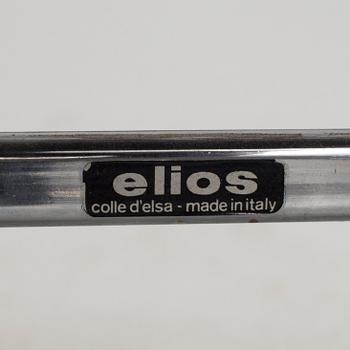 elios
colle d'elsa - made in italy